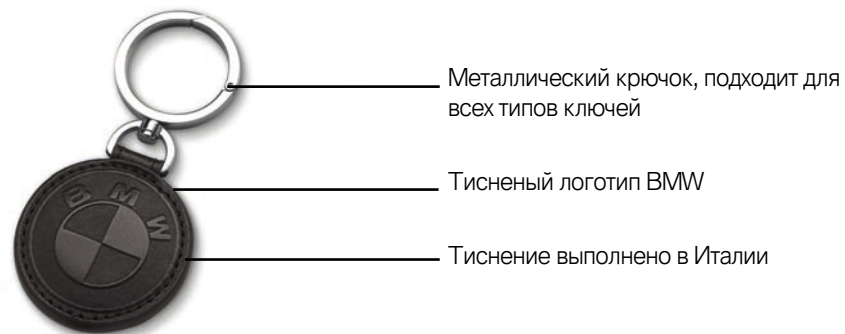 Металлический крючок, подходит для
всех типов ключей
Тисненый логотип BMW
Тиснение выполнено в Италии
BMW